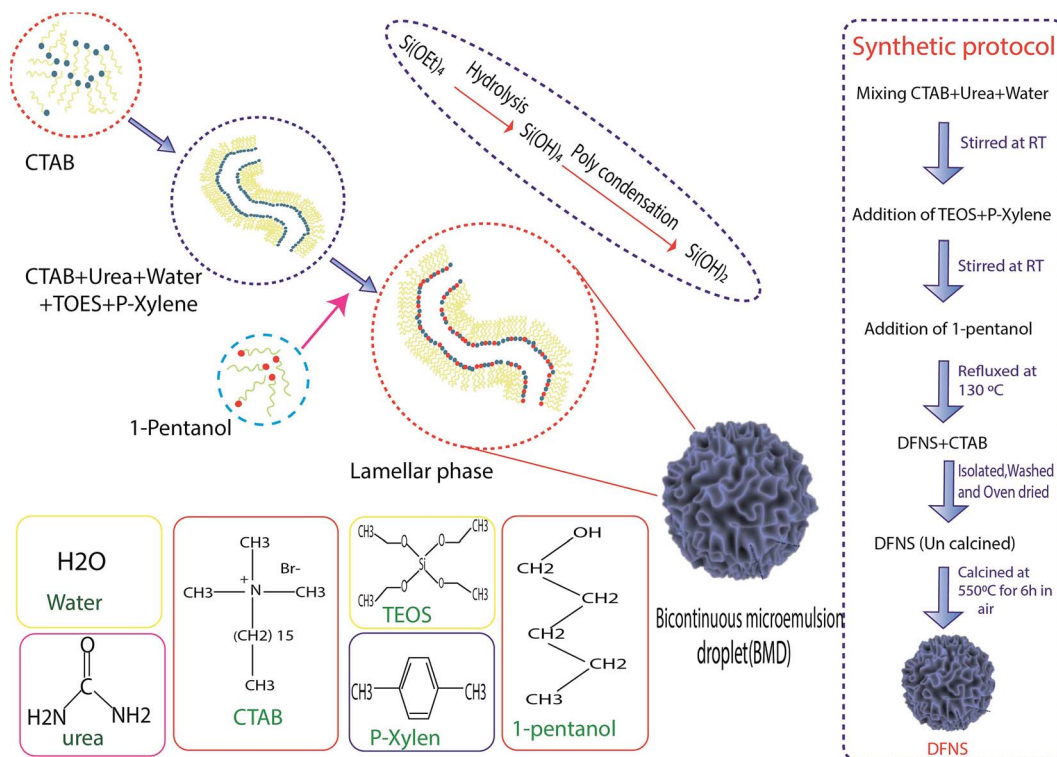 CTAB
CTAB+Urea+Water
+TOES+P-Xylene
1-Pentanol
Lamellar phase
Si(OEt)4
Hydrolysis
Si(OH)4
Poly condensation
Si(OH)2
Bicontinuous microemulsion
droplet(BMD)
H2O
Water
O
C
H2N
NH2
urea
CH3
Br-
+
CH3
N
CH3
(CH2) 15
CH3
CTAB
CH3
CH3
O
O
Si
O
O
CH3
CH3
TEOS
CH3
CH3
P-Xylen
OH
CH2
CH2
CH2
CH2
CH3
1-pentanol
Synthetic protocol
Mixing CTAB+Urea+Water
Stirred at RT
Addition of TEOS+P-Xylene
Stirred at RT
Addition of 1-pentanol
Refluxed at
130 ºC
DFNS+CTAB
Isolated,Washed
and Oven dried
DFNS (Un calcined)
Calcined at
550ºC for 6h in
air
DFNS